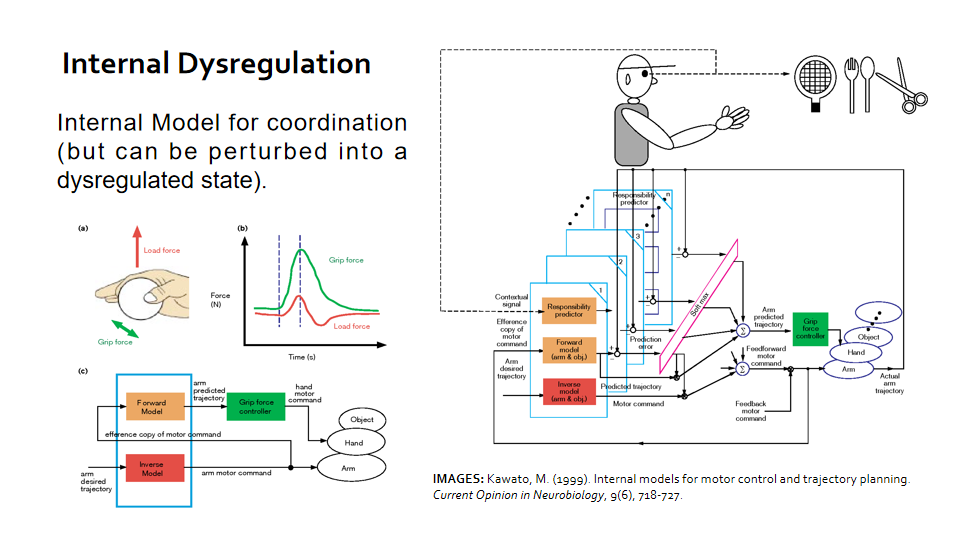 Internal Dysregulation
Internal Model for coordination
(but can be perturbed into a
dysregulated state).
(a)
Load force
Grip force
(b)
Force
(N)
Grip force
Load force
Time (s)
(c)
Forward
Model
arm
predicted
trajectory
Grip force
controller
hand
motor
command
Object
Hand
Arm
efference copy of motor command
Inverse
Model
arm
desired
trajectory
arm motor command
Responsibility
predictor
n
3
2
1
Contextual
signal
Responsibility
predictor
Efference
copy of
motor
command
Forward
model
(arm & obj.)
Arm
desired
trajectory
Inverse
model
(arm & obj.)
+
−
+
−
+
−
+
−
Soft max
Prediction
error
Predicted trajectory
Motor command
Arm
predicted
trajectory
Σ
Grip
force
controller
Feedforward
motor
command
Σ
Feedback
motor
command
Object
Hand
Arm
Actual
arm
trajectory
IMAGES: Kawato, M. (1999). Internal models for motor control and trajectory planning.
Current Opinion in Neurobiology, 9(6), 718-727.